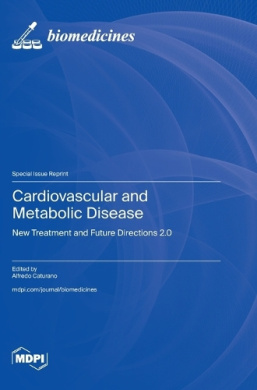 biomedicines
Special Issue Reprint
Cardiovascular and
Metabolic Disease
New Treatment and Future Directions 2.0
Edited by
Alfredo Caturano
mdpi.com/journal/biomedicines
MDPI